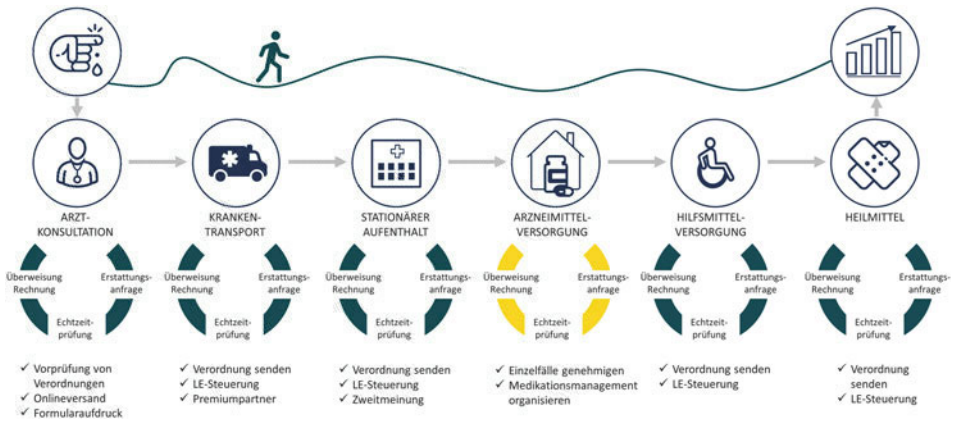 ARZT-
KONSULTATION
KRANKEN-
TRANSPORT
STATIONÄRER
AUFENTHALT
ARZNEIMITTEL-
VERSORGUNG
HILFSMITTEL-
VERSORGUNG
HEILMITTEL
Überweisung
Rechnung
Erstattungs-
anfrage
Echtzeit-
prüfung
Überweisung
Rechnung
Erstattungs-
anfrage
Echtzeit-
prüfung
Überweisung
Rechnung
Erstattungs-
anfrage
Echtzeit-
prüfung
Überweisung
Rechnung
Erstattungs-
anfrage
Echtzeit-
prüfung
Überweisung
Rechnung
Erstattungs-
anfrage
Echtzeit-
prüfung
Überweisung
Rechnung
Erstattungs-
anfrage
Echtzeit-
prüfung
✓ Vorprüfung von
Verordnungen
✓ Onlineversand
✓ Formularaufdruck
✓ Verordnung senden
✓ LE-Steuerung
✓ Premiumpartner
✓ Verordnung senden
✓ LE-Steuerung
✓ Zweitmeinung
✓ Einzelfälle genehmigen
✓ Medikationsmanagement
organisieren
✓ Verordnung senden
✓ LE-Steuerung
✓ Verordnung
senden
✓ LE-Steuerung